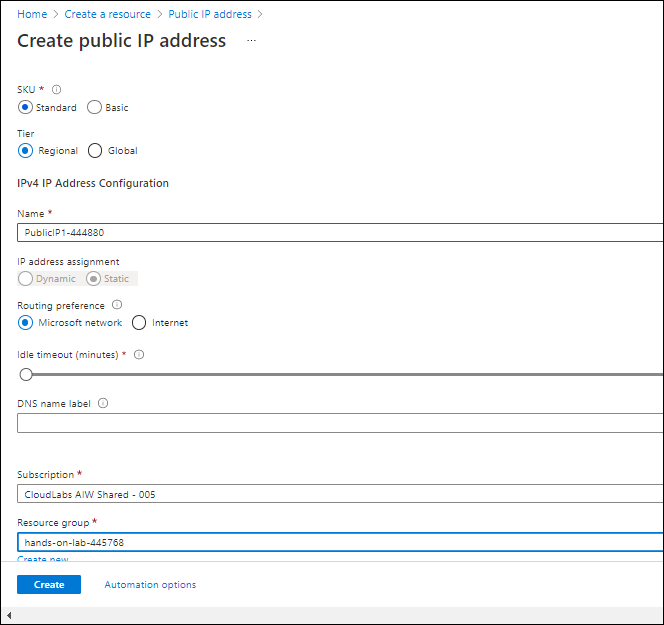 Home > Create a resource > Public IP address >
Create public IP address ...
SKU *
Standard Basic
Tier
Regional Global
IPv4 IP Address Configuration
Name *
PublicIP1-444880
IP address assignment
Dynamic Static
Routing preference
Microsoft network Internet
Idle timeout (minutes) *
DNS name label
Subscription *
CloudLabs AIW Shared - 005
Resource group *
hands-on-lab-445768
Create new
Create Automation options